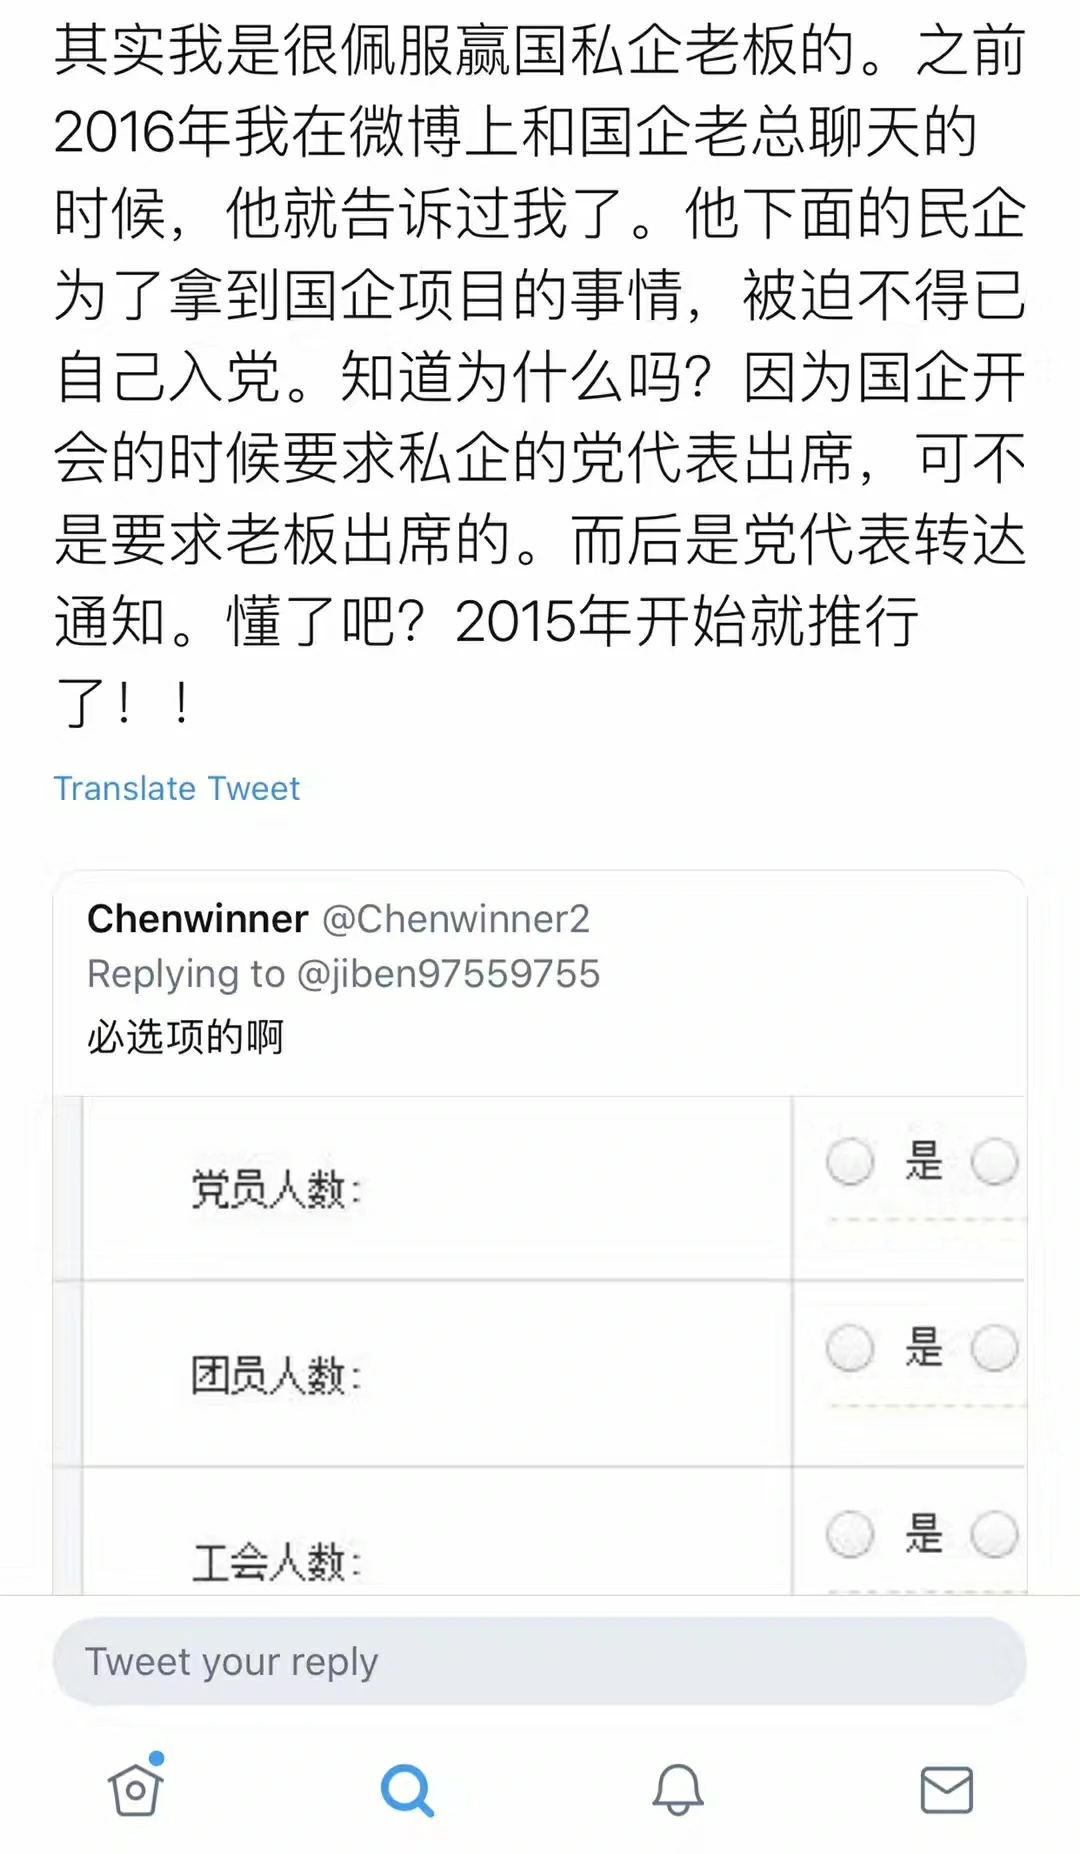 其实我是很佩服赢国私企老板的。之前
2016年我在微博上和国企老总聊天的
时候，他就告诉过我了。他下面的民企
为了拿到国企项目的事情，被迫不得已
自己入党。知道为什么吗？因为国企开
会的时候要求私企的党代表出席，可不
是要求老板出席的。而后是党代表转达
通知。懂了吧？2015年开始就推行
了！！
Translate Tweet
Chenwinner @Chenwinner2
Replying to @jiben97559755
必选项的啊
党员人数：
是
团员人数：
是
工会人数：
是
Tweet your reply